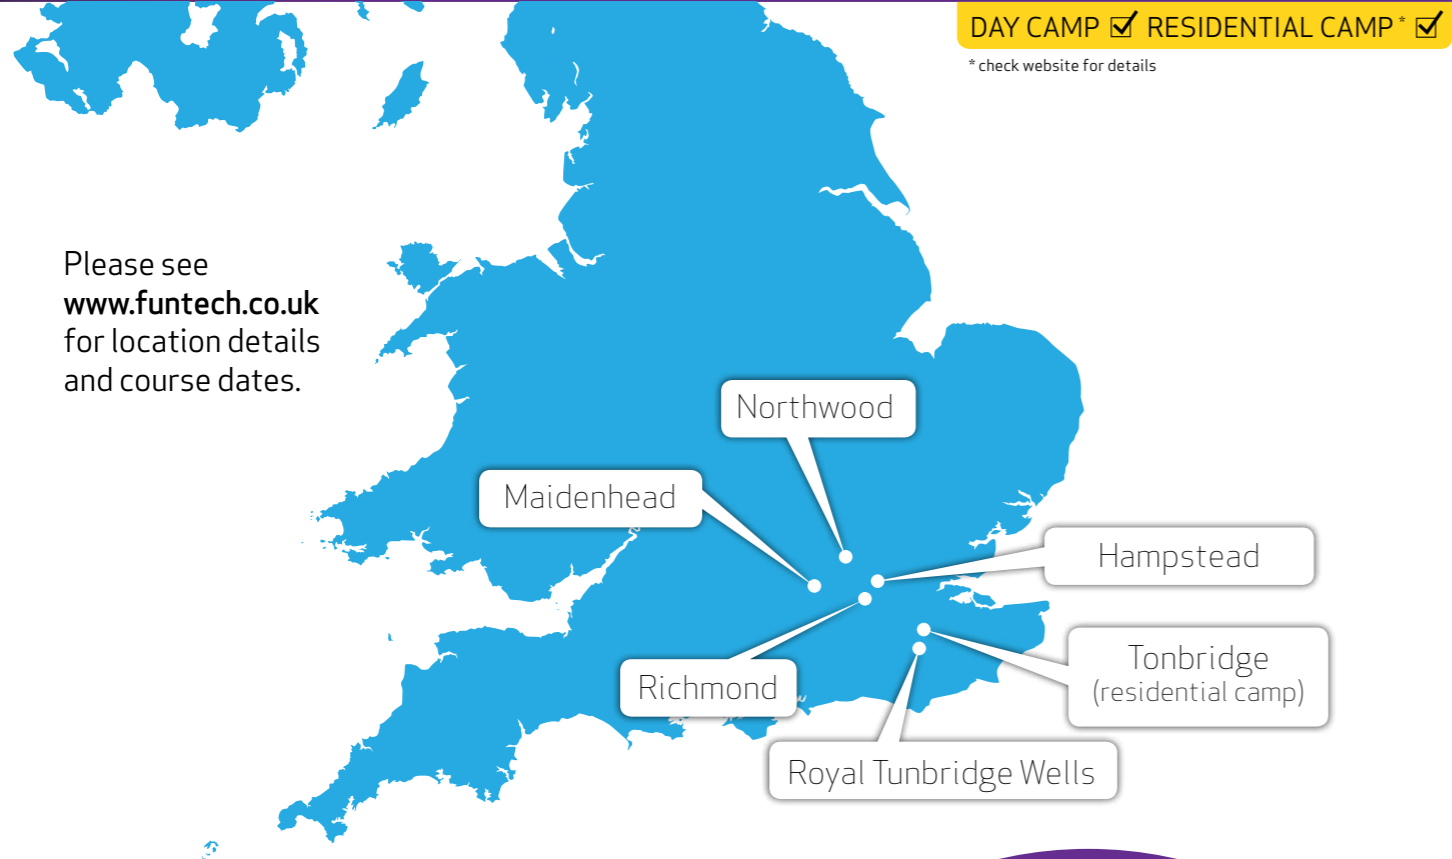 DAY CAMP ☑ RESIDENTIAL CAMP * ☑
* check website for details
Please see
www.funtech.co.uk
for location details
and course dates.
Northwood
Maidenhead
Hampstead
Tonbridge
(residential camp)
Richmond
Royal Tunbridge Wells